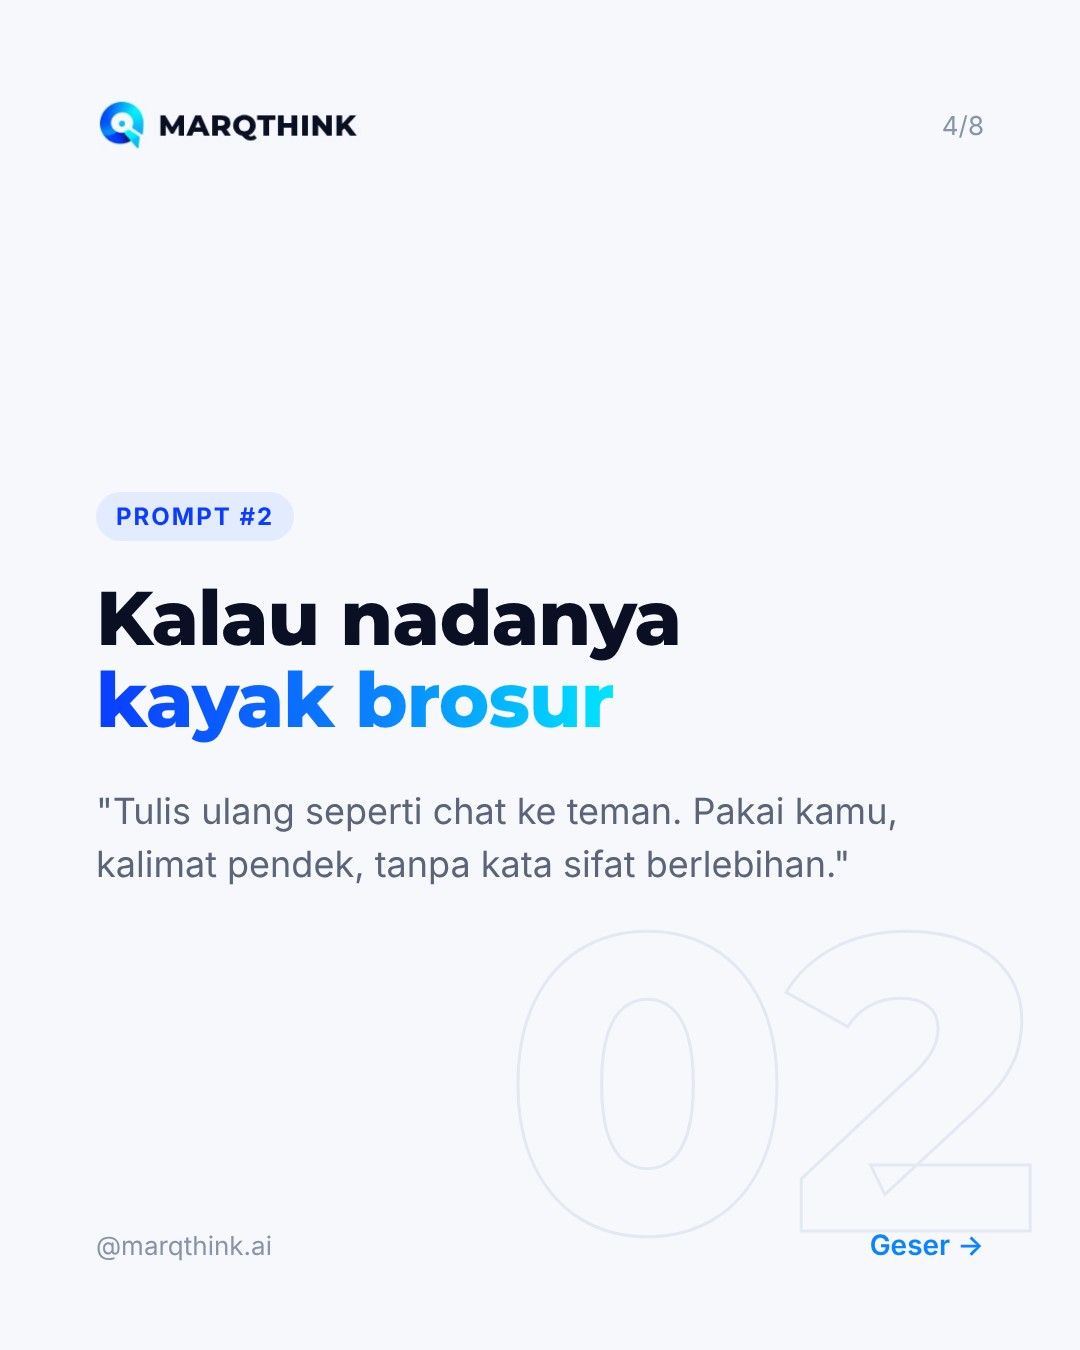 MARQTHINK
4/8
PROMPT #2
Kalau nadanya
kayak brosur
"Tulis ulang seperti chat ke teman. Pakai kamu,
kalimat pendek, tanpa kata sifat berlebihan."
02
@marqthink.ai
Geser →